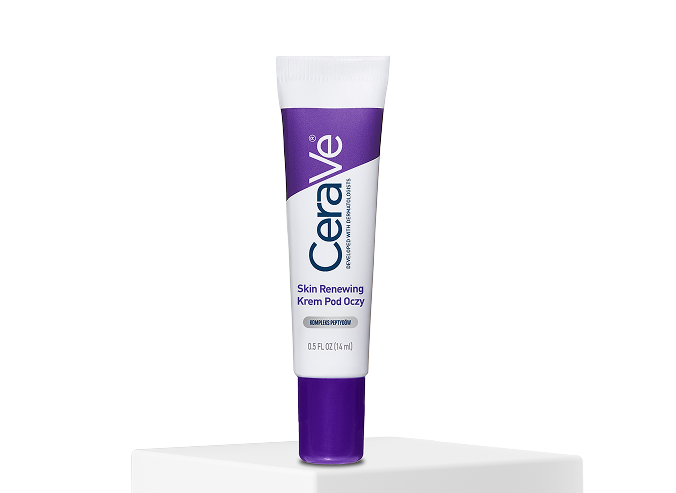 CeraVe®
DEVELOPED WITH DERMATOLOGISTS
Skin Renewing
Krem Pod Oczy
KOMPLEKS PEPTYDÓW
0.5 FL OZ (14 ml)